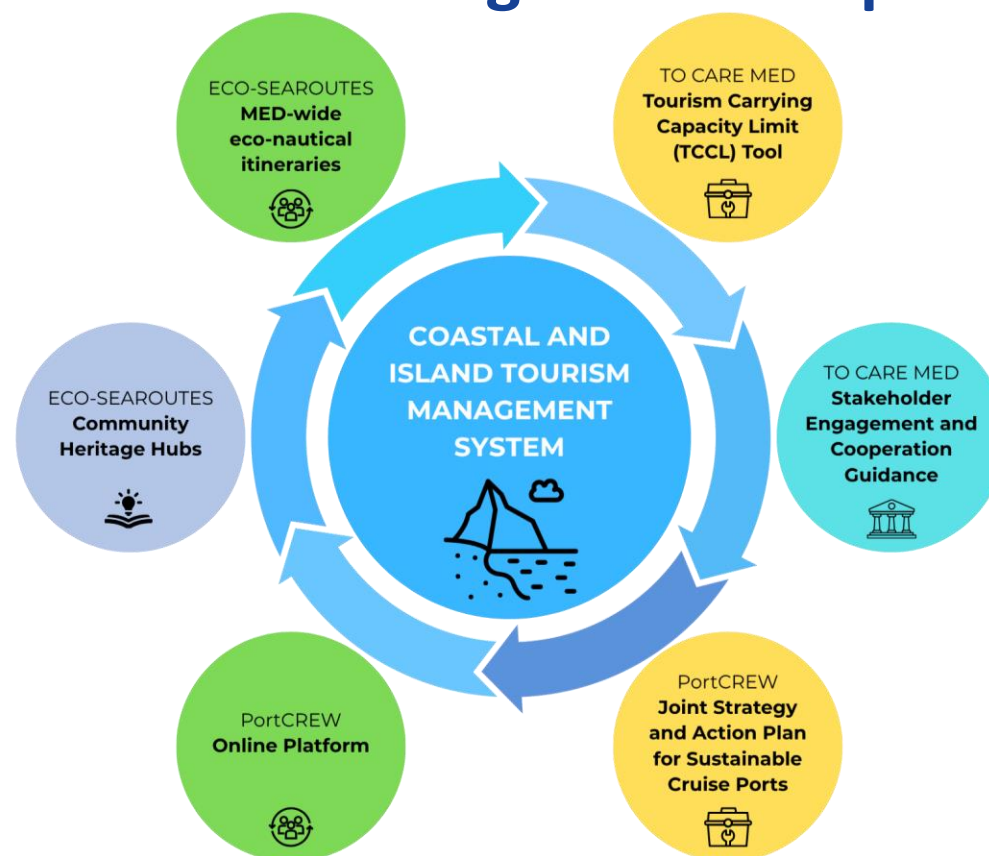 ECO-SEAROUTES
MED-wide
eco-nautical
itineraries
TO CARE MED
Tourism Carrying
Capacity Limit
(TCCL) Tool
COASTAL AND
ISLAND TOURISM
MANAGEMENT
SYSTEM
ECO-SEAROUTES
Community
Heritage Hubs
TO CARE MED
Stakeholder
Engagement and
Cooperation
Guidance
PortCREW
Online Platform
PortCREW
Joint Strategy
and Action Plan
for Sustainable
Cruise Ports